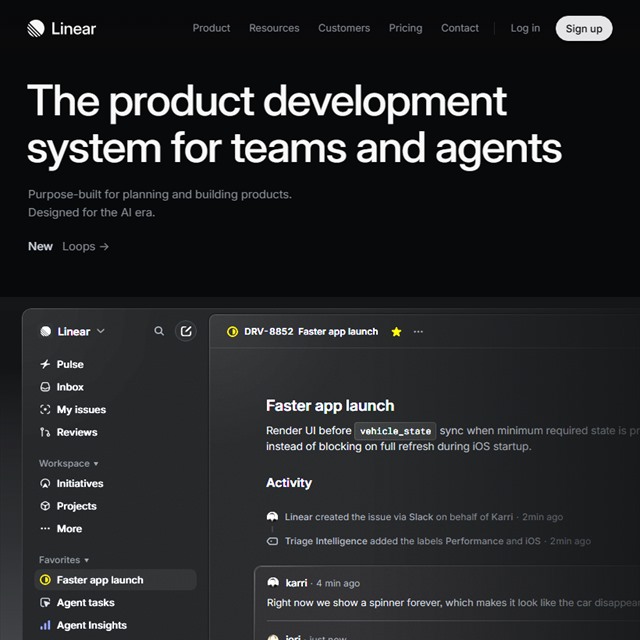 Linear
Product Resources Customers Pricing Contact Log in Sign up
The product development
system for teams and agents
Purpose-built for planning and building products.
Designed for the AI era.
New Loops →
Linear
DRV-8852 Faster app launch
Pulse
Inbox
My issues
Reviews
Workspace
Initiatives
Projects
More
Favorites
Faster app launch
Agent tasks
Agent Insights
Faster app launch
Render UI before vehicle_state sync when minimum required state is
instead of blocking on full refresh during iOS startup.
Activity
Linear created the issue via Slack on behalf of Karri · 2min ago
Triage Intelligence added the labels Performance and iOS · 2min ago
karri · 4 min ago
Right now we show a spinner forever, which makes it look like the car
jori · just now